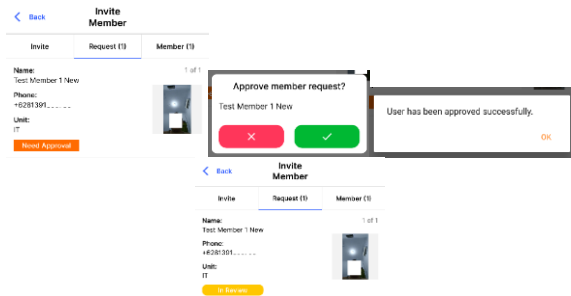 Back
Invite
Member
Invite Request (1) Member (1)
Name: 1 of 1
Test Member 1 New
Phone:
+6281391_______
Unit:
IT
Need Approval
Approve member request?
Test Member 1 New
User has been approved successfully.
OK
Back
Invite
Member
Invite Request (1) Member (1)
Name: 1 of 1
Test Member 1 New
Phone:
+6281391_______
Unit:
IT
In Review